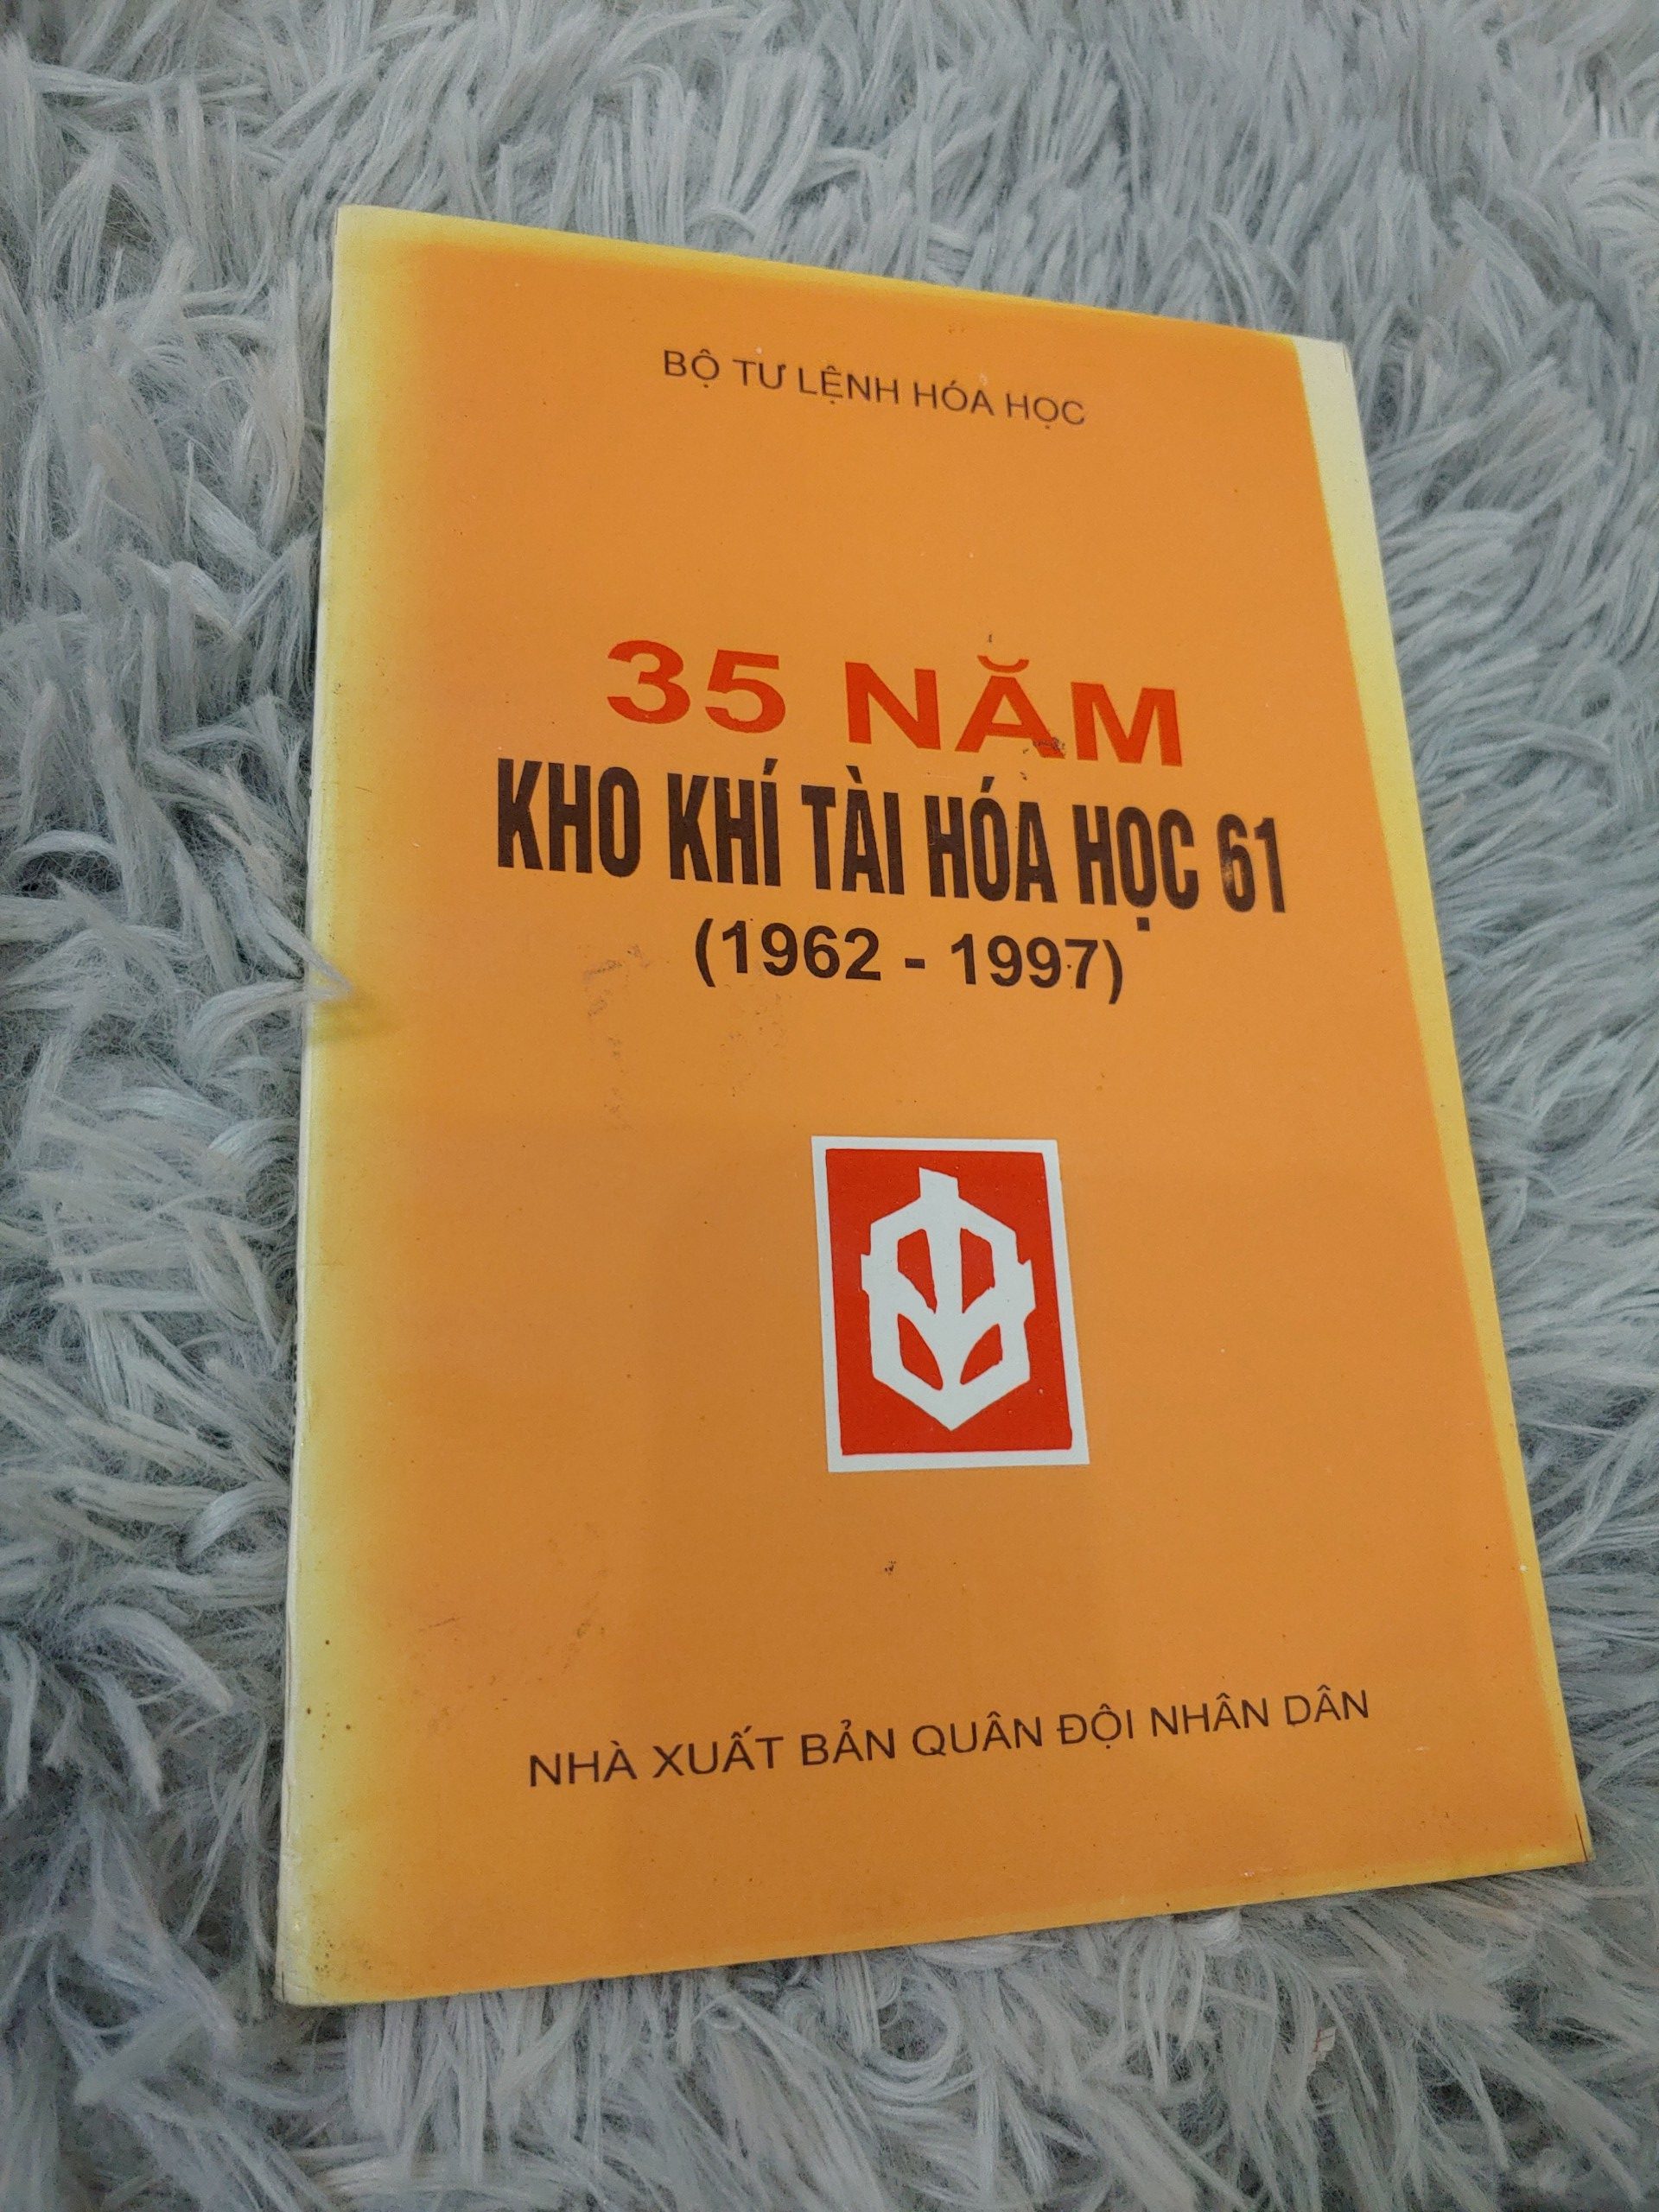 BỘ TƯ LỆNH HÓA HỌC
35 NĂM
KHO KHÍ TÀI HÓA HỌC 61
(1962 - 1997)
NHÀ XUẤT BẢN QUÂN ĐỘI NHÂN DÂN